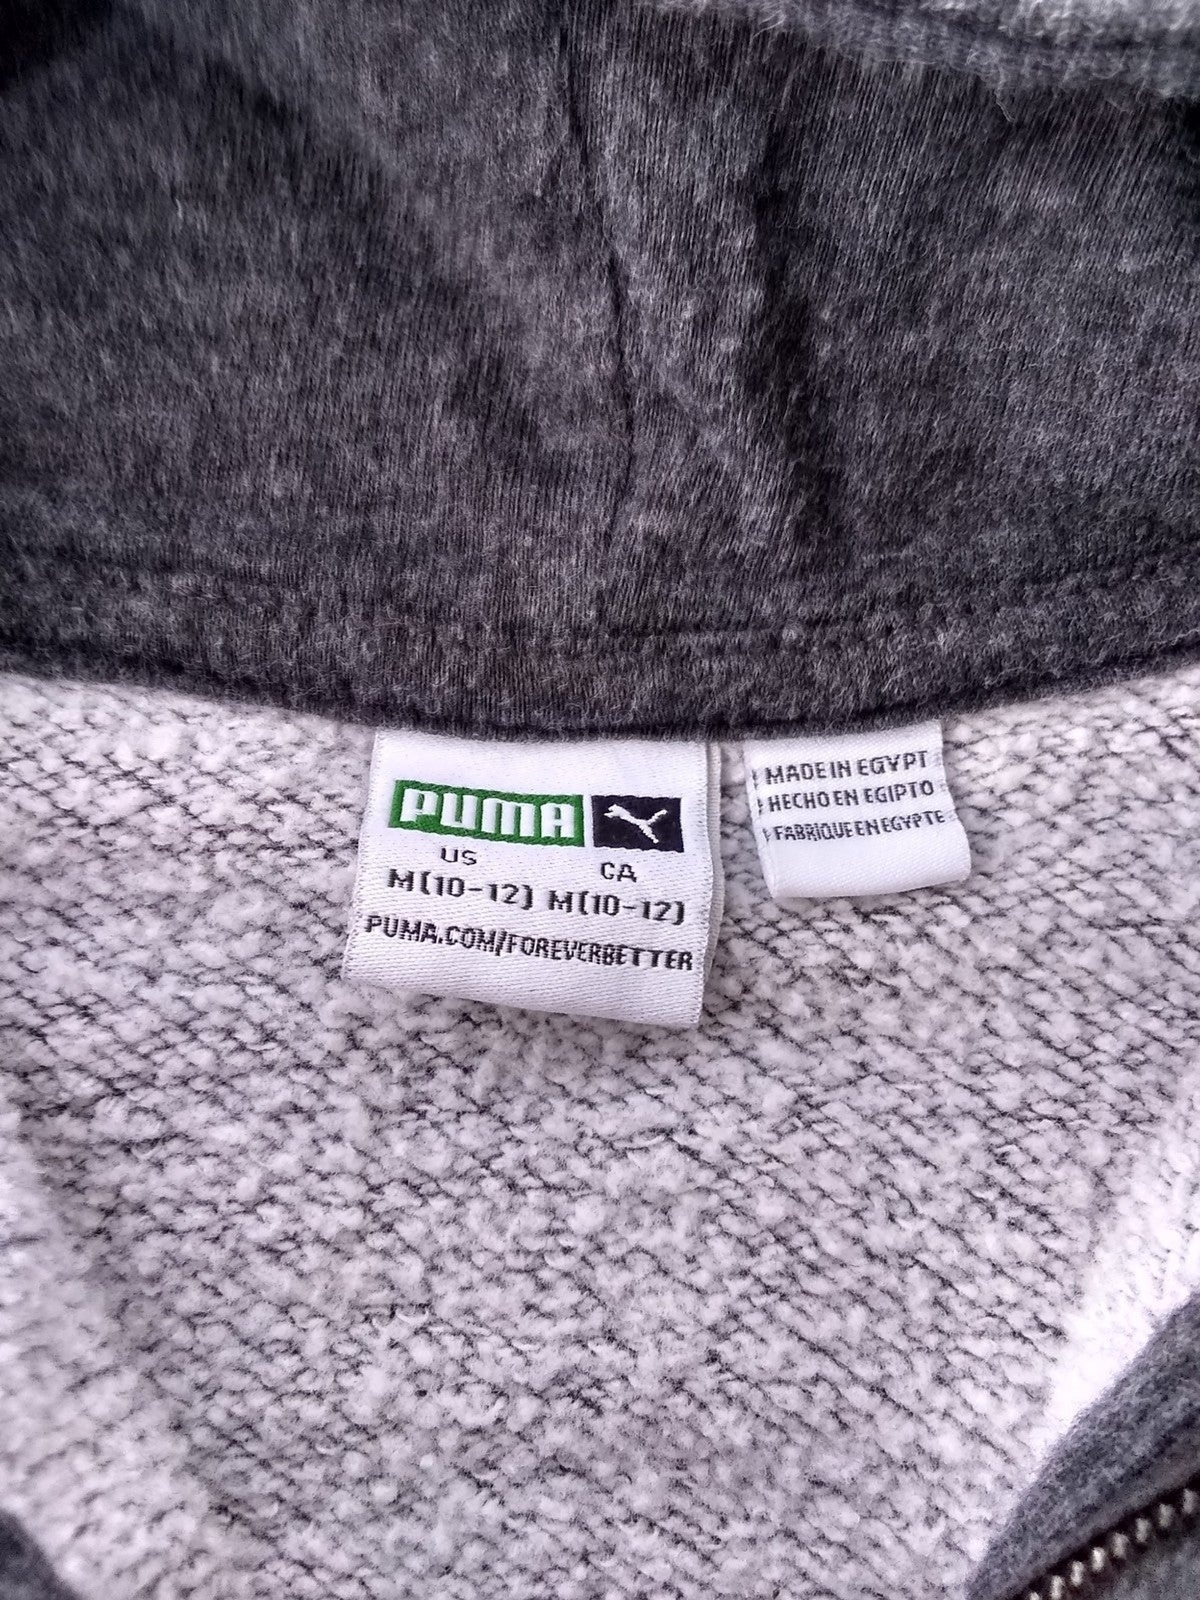 PUMA
US CA
M(10-12) M(10-12)
PUMA.COM/FOREVERBETTER
MADE IN EGYPT
HECHO EN EGIPTO
FABRIQUE EN EGYPTE